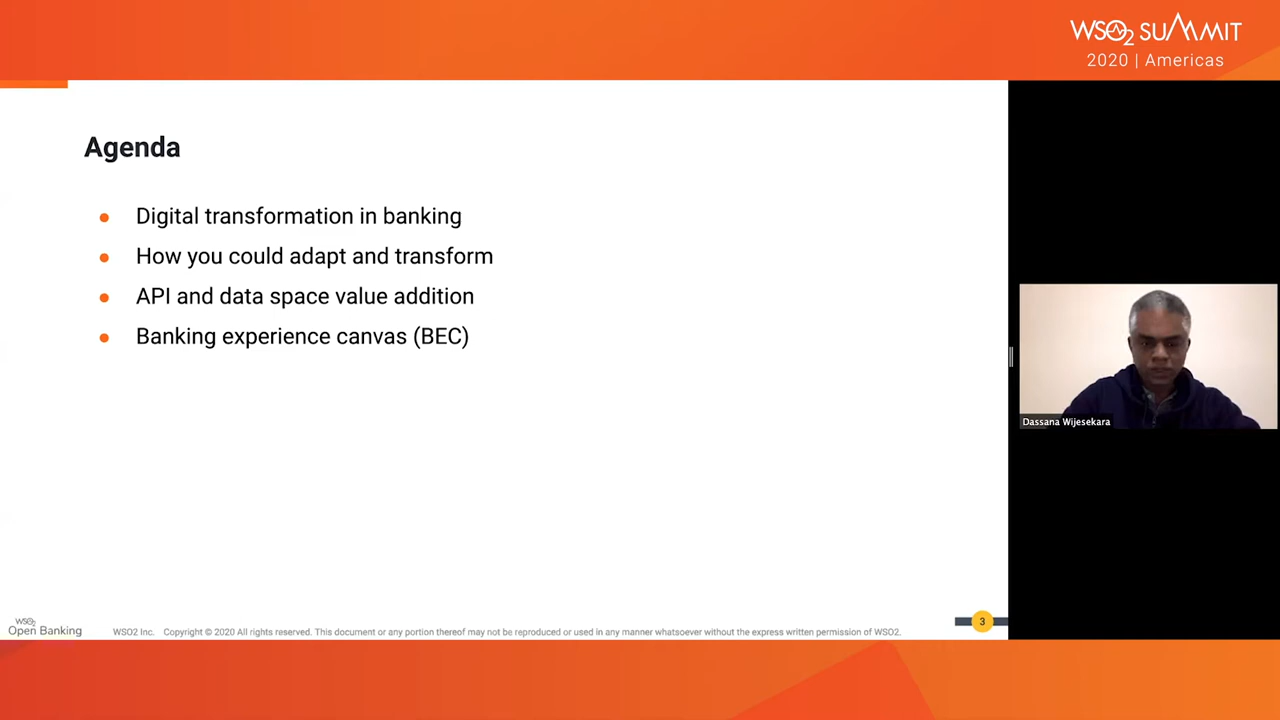 WSO2 SUMMIT
2020 | Americas
Agenda
Digital transformation in banking
How you could adapt and transform
API and data space value addition
Banking experience canvas (BEC)
Dassana Wijesekara
WSO2
Open Banking
WSO2 Inc. Copyright © 2020 All rights reserved. This document or any portion thereof may not be reproduced or used in any manner whatsoever without the express written permission of WSO2.
3